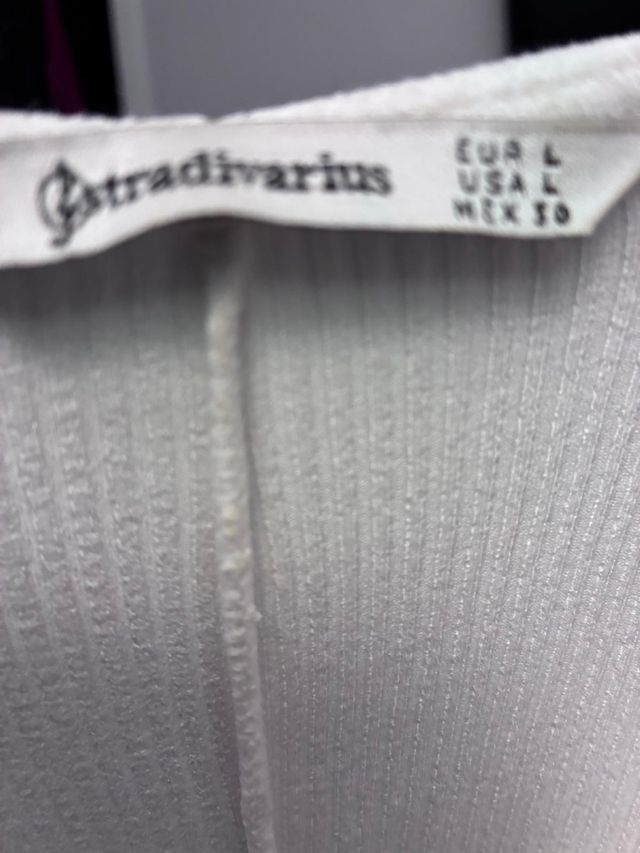 stradivarius
EUR L
USA L
MEX 30